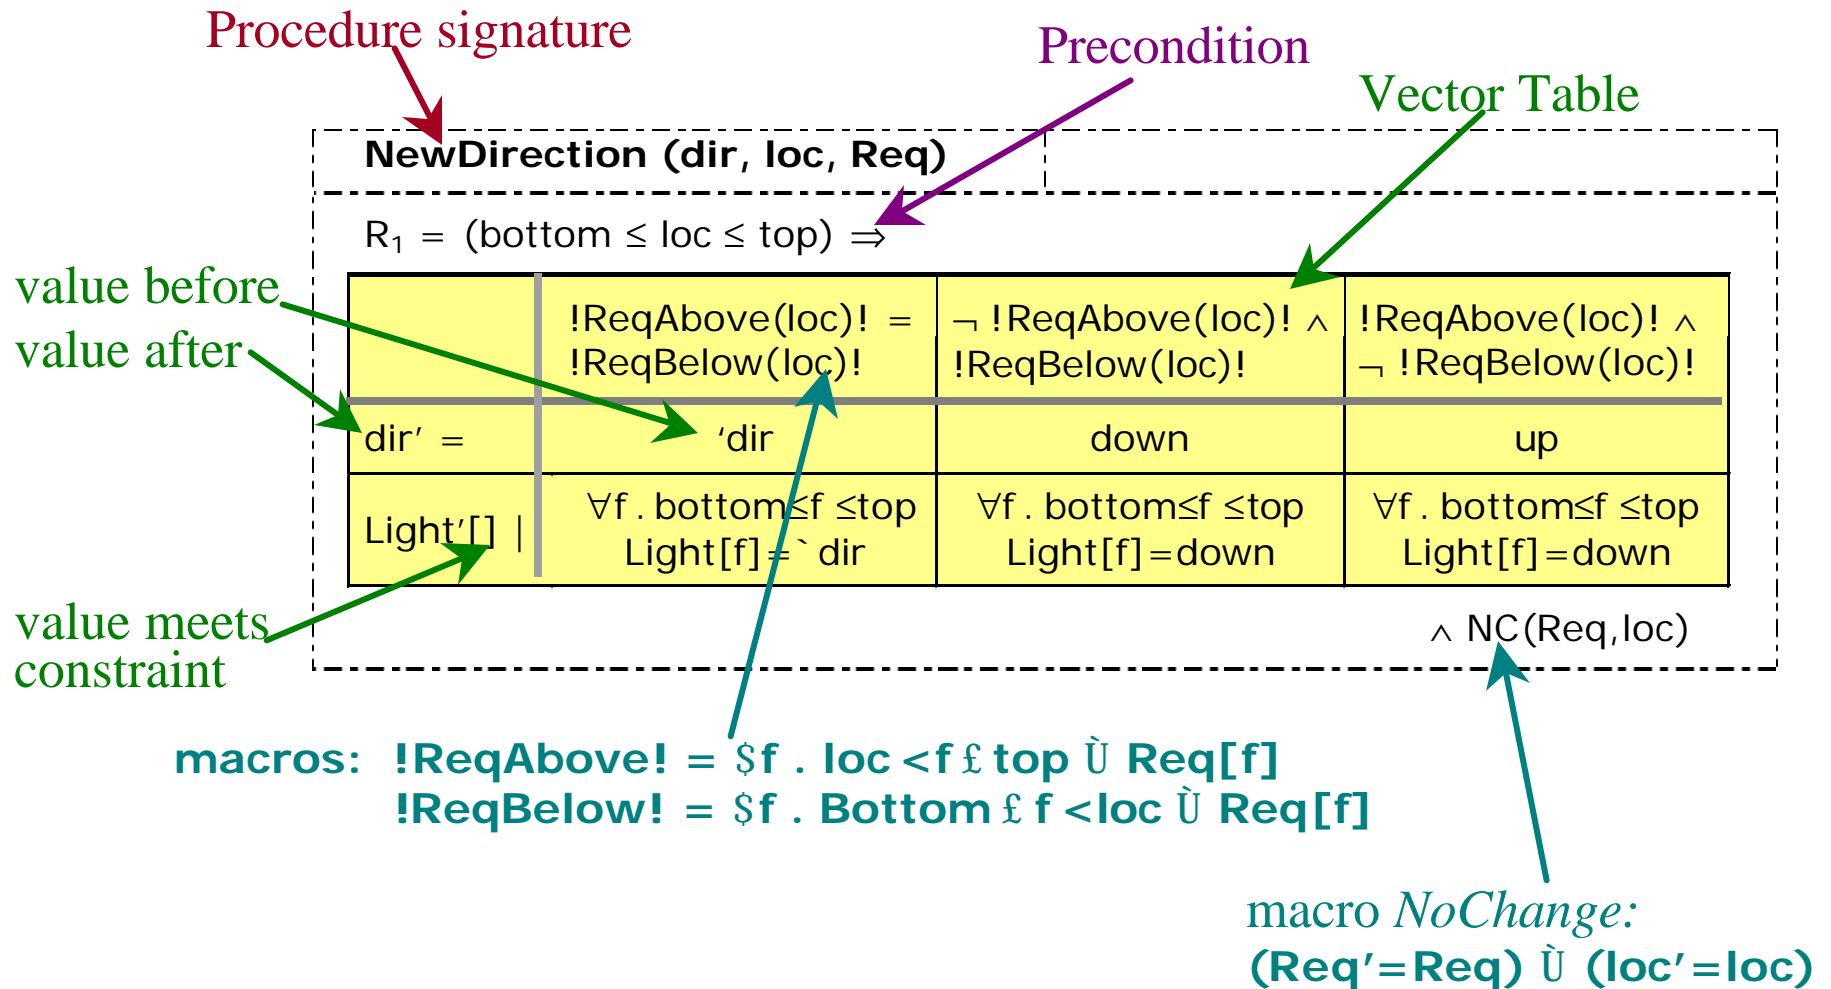 Procedure signature
Precondition
Vector Table
NewDirection (dir, loc, Req)
R₁ = (bottom ≤ loc ≤ top) ⇒
value before
value after
!ReqAbove(loc)! =
!ReqBelow(loc)!
¬ !ReqAbove(loc)! ∧
!ReqBelow(loc)!
!ReqAbove(loc)! ∧
¬ !ReqBelow(loc)!
dir' =
‘dir
down
up
Light'[] |
∀f . bottom≤f ≤top
Light[f]=` dir
∀f . bottom≤f ≤top
Light[f]=down
∀f . bottom≤f ≤top
Light[f]=down
value meets
constraint
∧ NC(Req,loc)
macros: !ReqAbove! = $f . loc <f £ top Ù Req[f]
!ReqBelow! = $f . Bottom £ f <loc Ù Req[f]
macro NoChange:
(Req'=Req) Ù (loc'=loc)